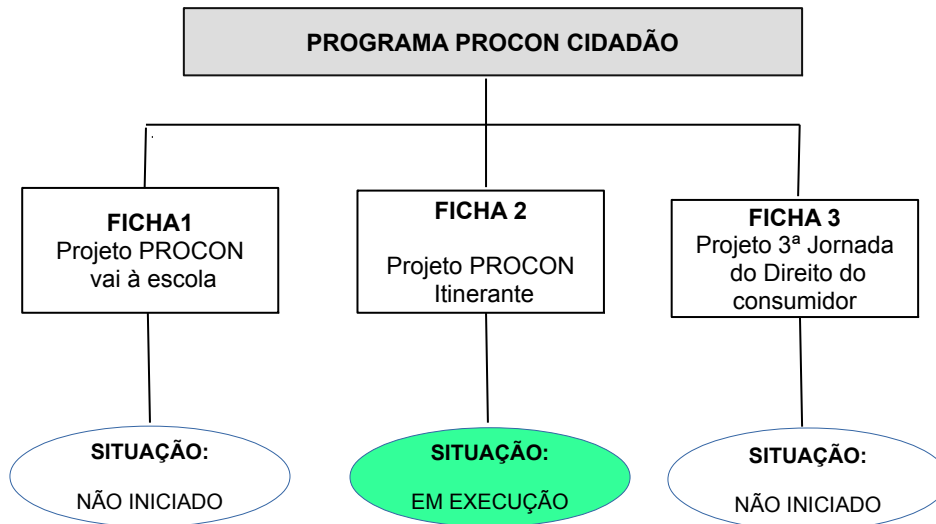 PROGRAMA PROCON CIDADÃO
FICHA1
Projeto PROCON
vai à escola
FICHA 2
Projeto PROCON
Itinerante
FICHA 3
Projeto 3ª Jornada
do Direito do
consumidor
SITUAÇÃO:
NÃO INICIADO
SITUAÇÃO:
EM EXECUÇÃO
SITUAÇÃO:
NÃO INICIADO